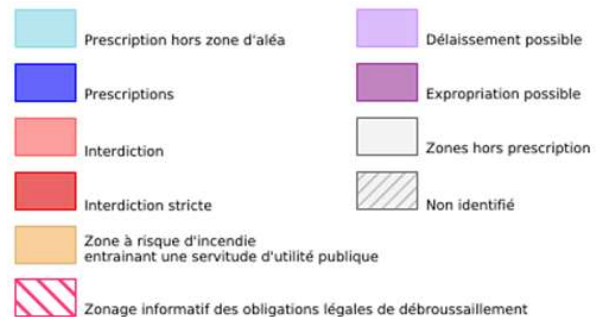 Prescription hors zone d'aléa
Prescriptions
Interdiction
Interdiction stricte
Zone à risque d'incendie
entrainant une servitude d'utilité publique
Zonage informatif des obligations légales de débroussaillement
Délaissement possible
Expropriation possible
Zones hors prescription
Non identifié